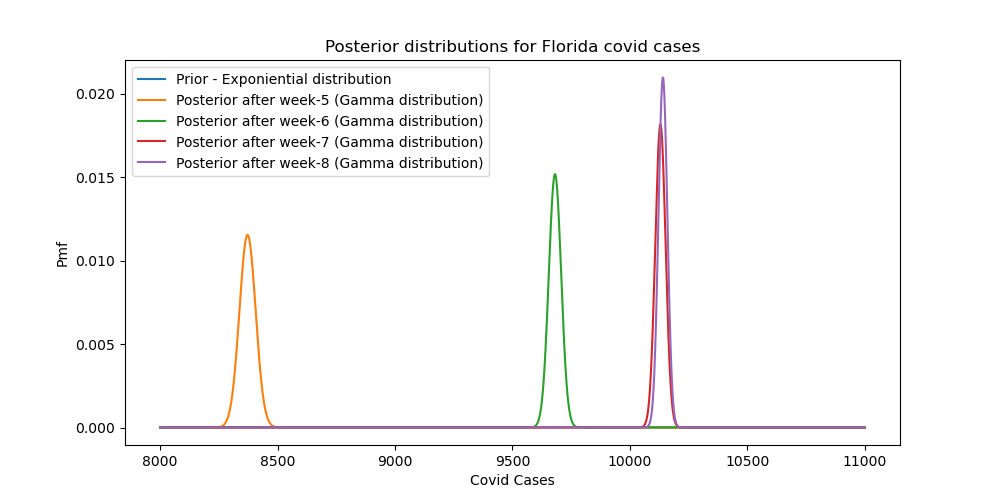 Posterior distributions for Florida covid cases
Prior - Exponiential distribution
Posterior after week-5 (Gamma distribution)
Posterior after week-6 (Gamma distribution)
Posterior after week-7 (Gamma distribution)
Posterior after week-8 (Gamma distribution)
Pmf
0.020
0.015
0.010
0.005
0.000
8000 8500 9000 9500 10000 10500 11000
Covid Cases